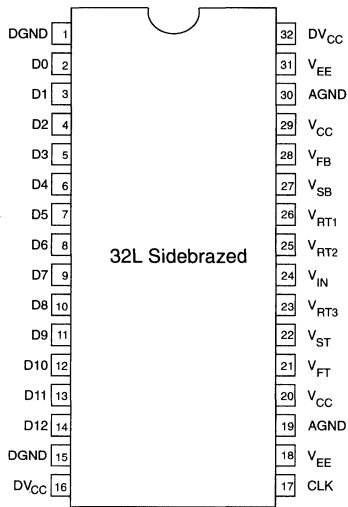 DGND 1 32 DVCC
D0 2 31 VEE
D1 3 30 AGND
D2 4 29 VCC
D3 5 28 VFB
D4 6 27 VSB
D5 7 26 VRT1
D6 8 25 VRT2
32L Sidebrazed
D7 9 24 VIN
D8 10 23 VRT3
D9 11 22 VST
D10 12 21 VFT
D11 13 20 VCC
D12 14 19 AGND
DGND 15 18 VEE
DVCC 16 17 CLK